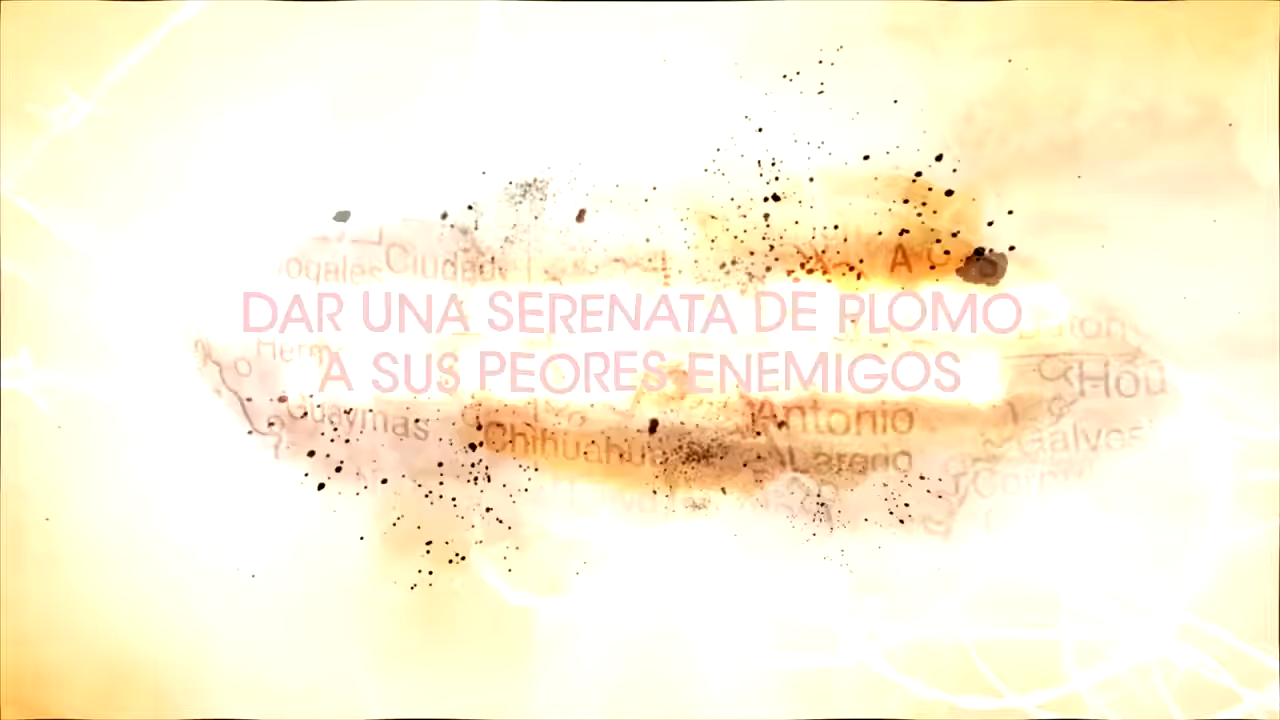 Ciudad
DAR UNA SERENATA DE PLOMO
A SUS PEORES ENEMIGOS
Guaymas
Antonio
Chihuahua
Laredo